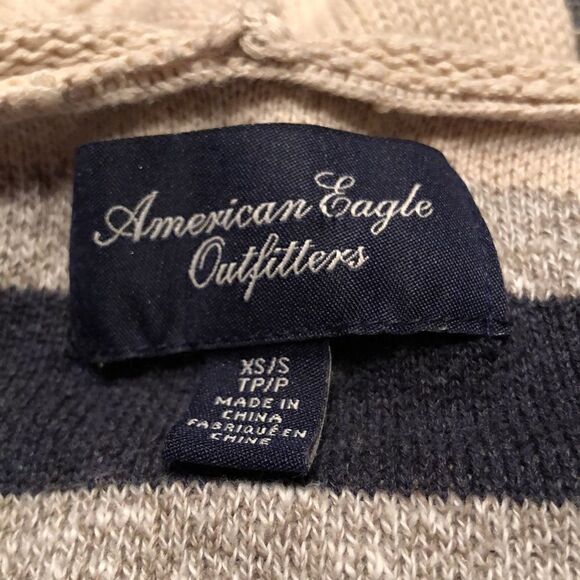 American Eagle
Outfitters
XS/S
TP/P
MADE IN
CHINA
FABRIQUÉ EN
CHINE